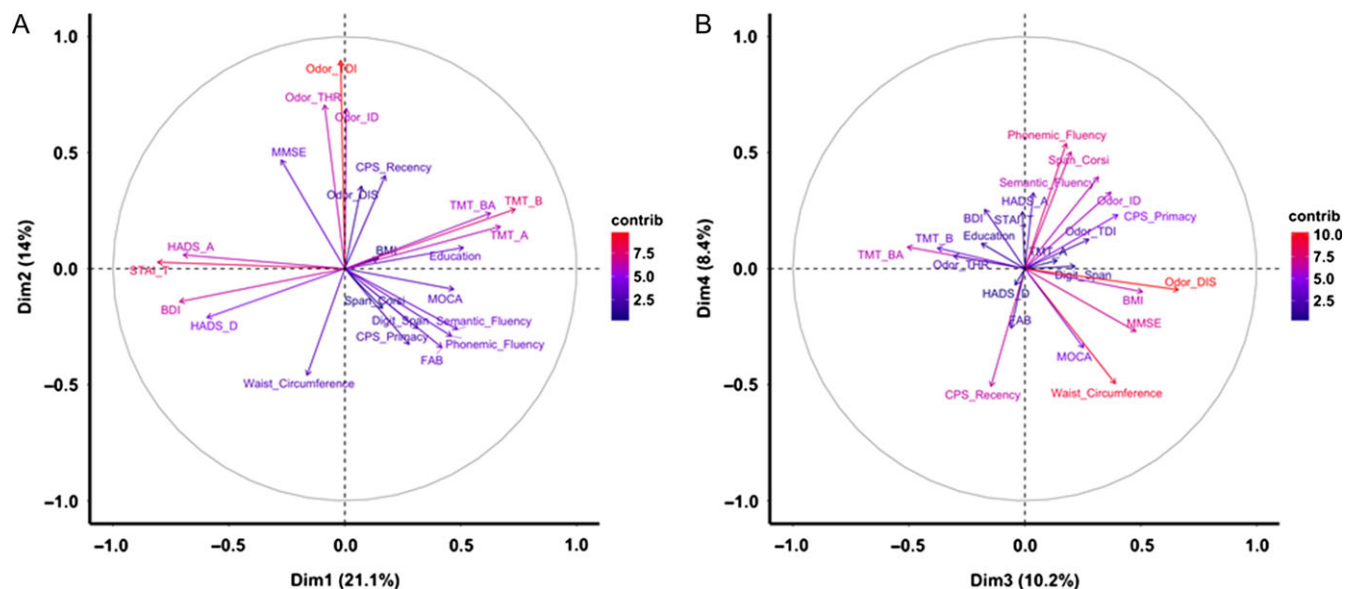 A
1.0
0.5
0.0
−0.5
−1.0
Dim2 (14%)
Odor_TDI
Odor_THR
Odor_ID
MMSE
CPS_Recency
Odor_DIS
TMT_BA
TMT_B
TMT_A
HADS_A
BMI
Education
STAI_T
MOCA
BDI
Span_Corsi
HADS_D
Digit_Span
Semantic_Fluency
CPS_Primacy
Phonemic_Fluency
FAB
Waist_Circumference
−1.0
−0.5
0.0
0.5
1.0
Dim1 (21.1%)
contrib
7.5
5.0
2.5
B
1.0
0.5
0.0
−0.5
−1.0
Dim4 (8.4%)
Phonemic_Fluency
Span_Corsi
Semantic_Fluency
HADS_A
Odor_ID
BDI
STAI_T
CPS_Primacy
Education
Odor_TDI
TMT_B
TMT_BA
TMT_A
Odor_THR
Digit_Span
Odor_DIS
HADS_D
BMI
FAB
MMSE
MOCA
CPS_Recency
Waist_Circumference
−1.0
−0.5
0.0
0.5
1.0
Dim3 (10.2%)
contrib
10.0
7.5
5.0
2.5